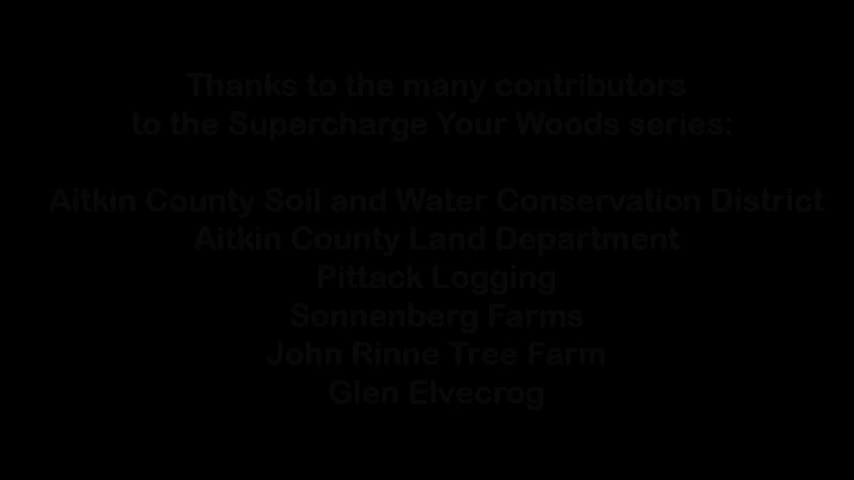 Thanks to the many contributors
to the Supercharge Your Woods series:
Aitkin County Soil and Water Conservation District
Aitkin County Land Department
Pittack Logging
Sonnenberg Farms
John Rinne Tree Farm
Glen Elvecrog